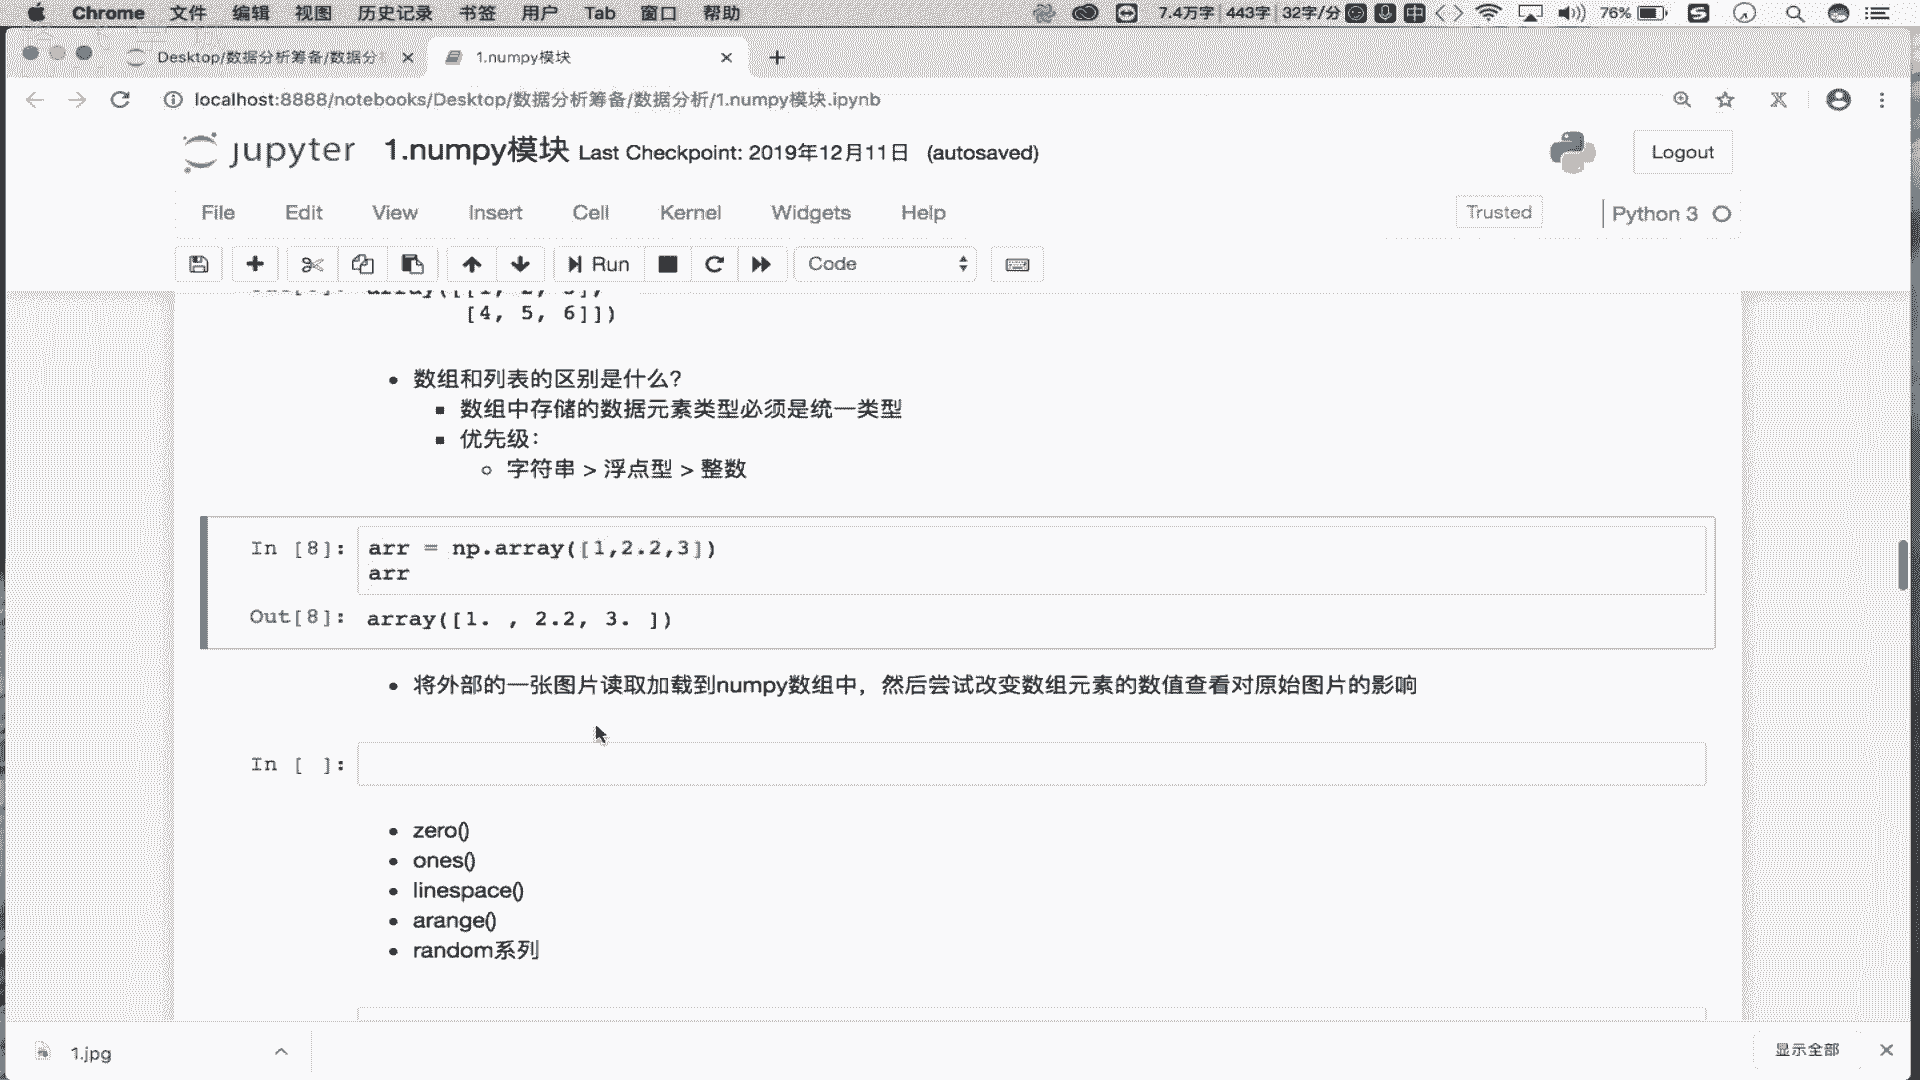 Chrome 文件 编辑 视图 历史记录 书签 用户 Tab 窗口 帮助 7.4万字 443字 32字/分 中 76% S
Desktop/数据分析筹备/数据分 1.numpy模块
localhost:8888/notebooks/Desktop/数据分析筹备/数据分析/1.numpy模块.ipynb
jupyter 1.numpy模块 Last Checkpoint: 2019年12月11日 (autosaved) Logout
File Edit View Insert Cell Kernel Widgets Help Trusted Python 3
Run Code
[4, 5, 6]])
数组和列表的区别是什么?
数组中存储的数据元素类型必须是统一类型
优先级：
字符串 > 浮点型 > 整数
In [8]: arr = np.array([1,2.2,3])
arr
Out[8]: array([1. , 2.2, 3. ])
将外部的一张图片读取加载到numpy数组中，然后尝试改变数组元素的数值查看对原始图片的影响
In [ ]:
zero()
ones()
linespace()
arange()
random系列
1.jpg 显示全部